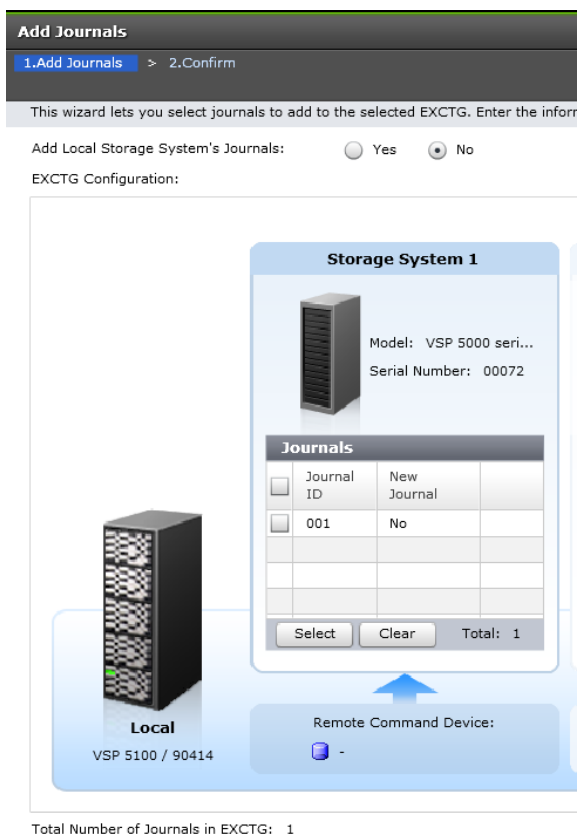 Add Journals
1.Add Journals > 2.Confirm
This wizard lets you select journals to add to the selected EXCTG. Enter the
Add Local Storage System's Journals: Yes No
EXCTG Configuration:
Storage System 1
Model: VSP 5000 seri...
Serial Number: 00072
Journals
Journal ID New Journal
001 No
Select Clear Total: 1
Local
VSP 5100 / 90414
Remote Command Device:
-
Total Number of Journals in EXCTG: 1